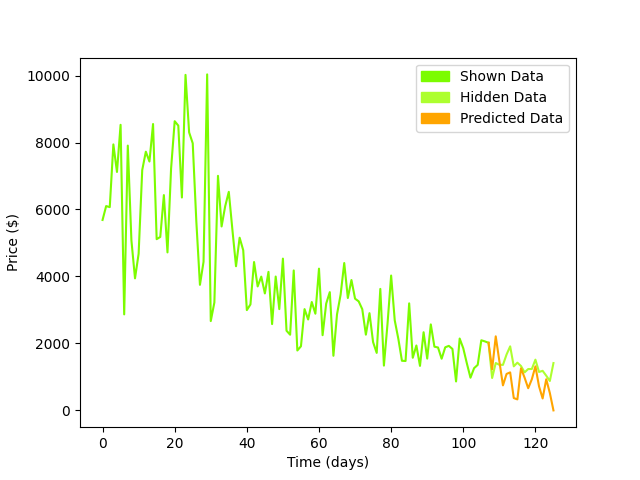 Shown Data
Hidden Data
Predicted Data
10000
8000
6000
4000
2000
0
Price ($)
0 20 40 60 80 100 120
Time (days)